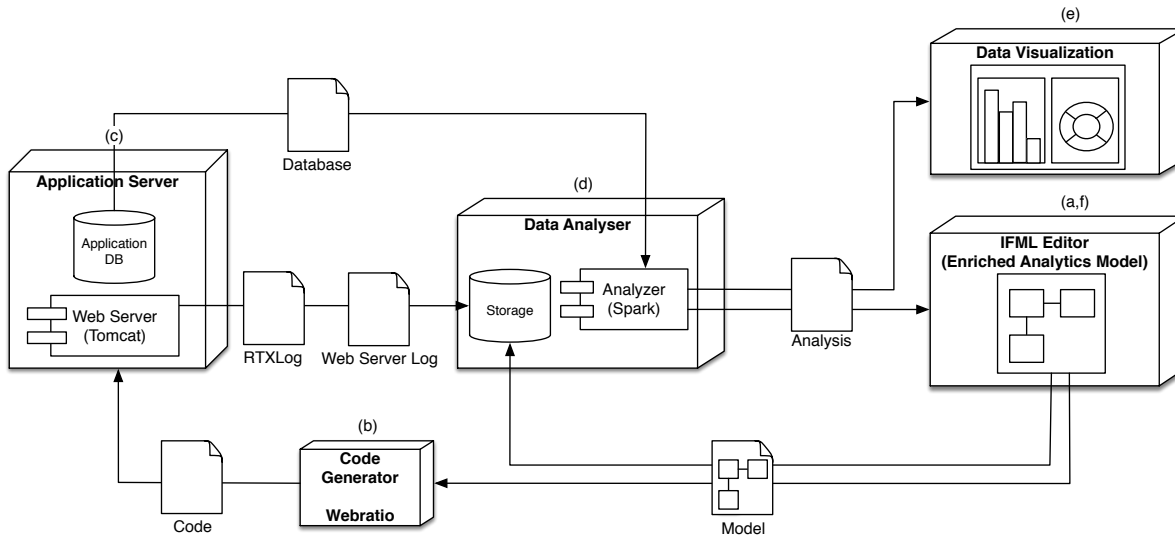 (e)
Data Visualization
(c)
Database
Application Server
Application
DB
Web Server
(Tomcat)
RTXLog
Web Server Log
(d)
Data Analyser
Storage
Analyzer
(Spark)
Analysis
(a,f)
IFML Editor
(Enriched Analytics Model)
(b)
Code
Generator
Webratio
Code
Model